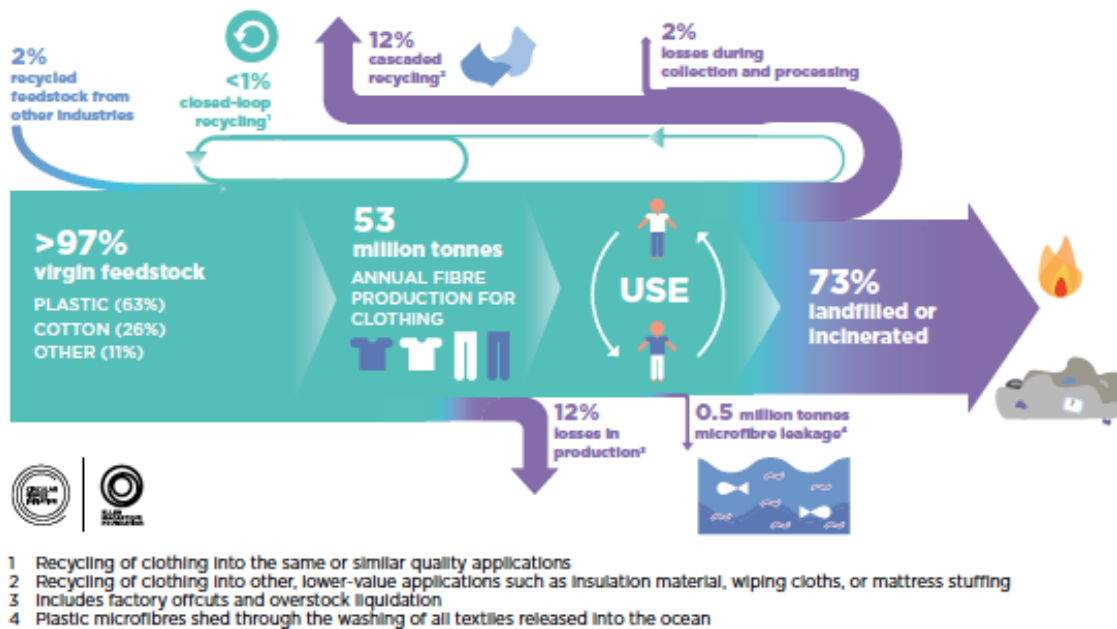 2%
recycled
feedstock from
other industries
<1%
closed-loop
recycling¹
12%
cascaded
recycling²
2%
losses during
collection and processing
>97%
virgin feedstock
PLASTIC (63%)
COTTON (26%)
OTHER (11%)
53
million tonnes
ANNUAL FIBRE
PRODUCTION FOR
CLOTHING
USE
73%
landfilled or
incinerated
12%
losses in
production³
0.5 million tonnes
microfibre leakage⁴
ELLEN
MACARTHUR
FOUNDATION
1 Recycling of clothing into the same or similar quality applications
2 Recycling of clothing into other, lower-value applications such as insulation material, wiping cloths, or mattress stuffing
3 Includes factory offcuts and overstock liquidation
4 Plastic microfibres shed through the washing of all textiles released into the ocean